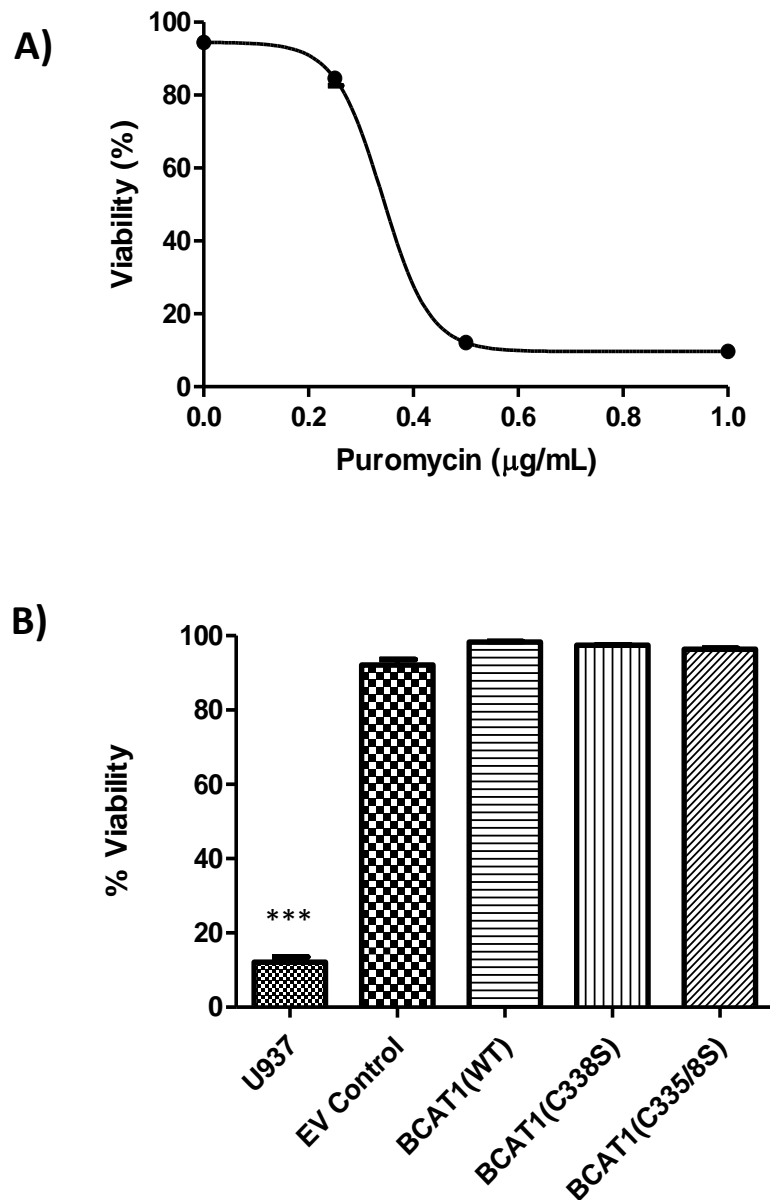 A)
100
80
60
40
20
0
Viability (%)
0.0 0.2 0.4 0.6 0.8 1.0
Puromycin (μg/mL)
B)
100
80
60
40
20
0
% Viability
***
U937
EV Control
BCAT1(WT)
BCAT1(C338S)
BCAT1(C335/8S)